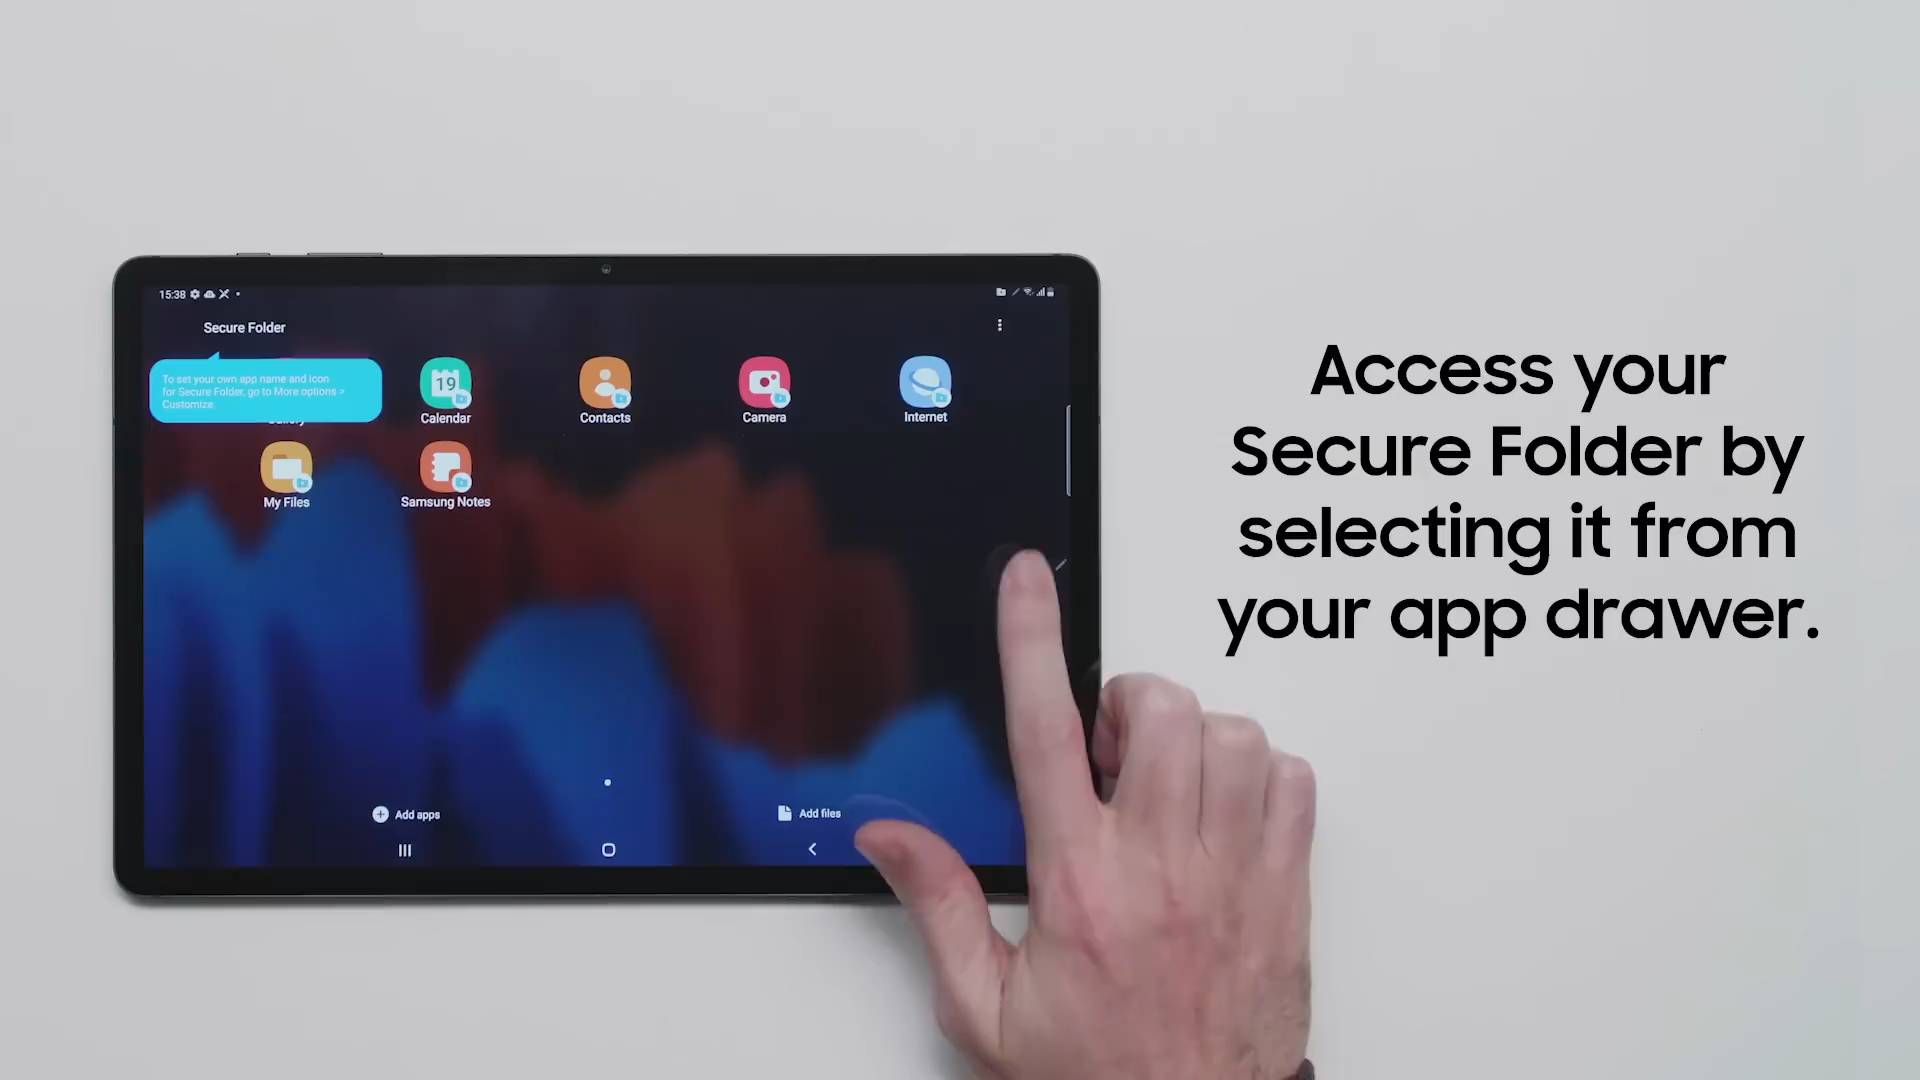 15:38
Secure Folder
To set your own app name and icon
for Secure Folder, go to More options >
Customize.
19
Calendar
Contacts
Camera
Internet
My Files
Samsung Notes
Add apps
Add files
Access your
Secure Folder by
selecting it from
your app drawer.